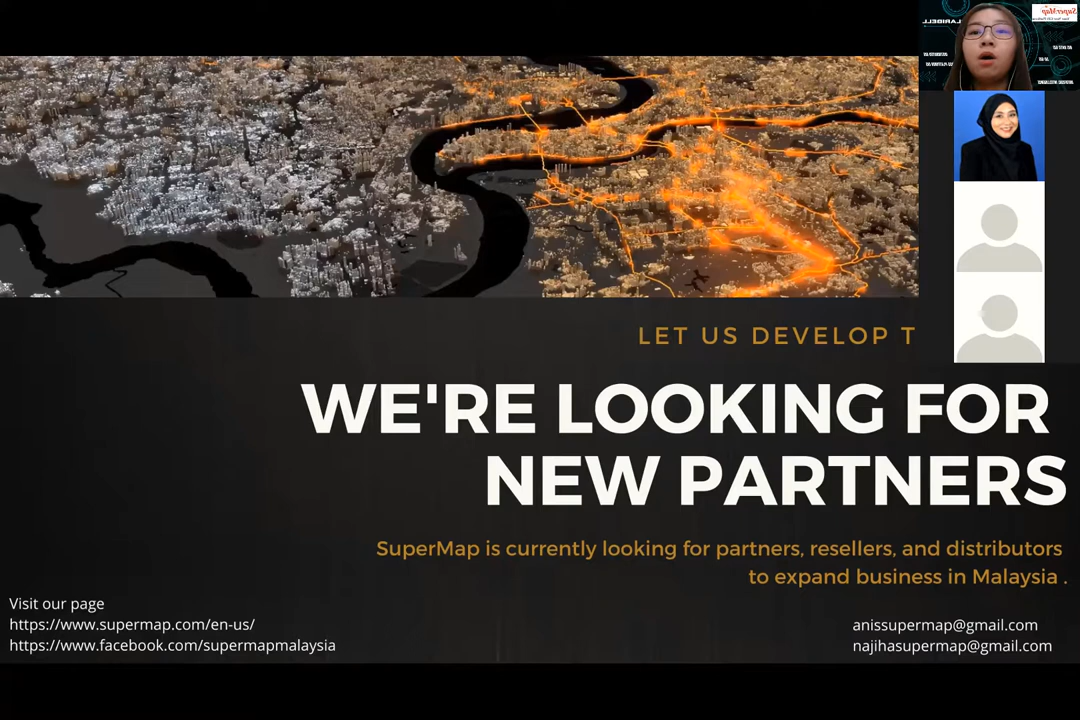 SuperMap
LET US DEVELOP T
WE'RE LOOKING FOR
NEW PARTNERS
SuperMap is currently looking for partners, resellers, and distributors
to expand business in Malaysia .
Visit our page
https://www.supermap.com/en-us/
https://www.facebook.com/supermapmalaysia
anissupermap@gmail.com
najihasupermap@gmail.com